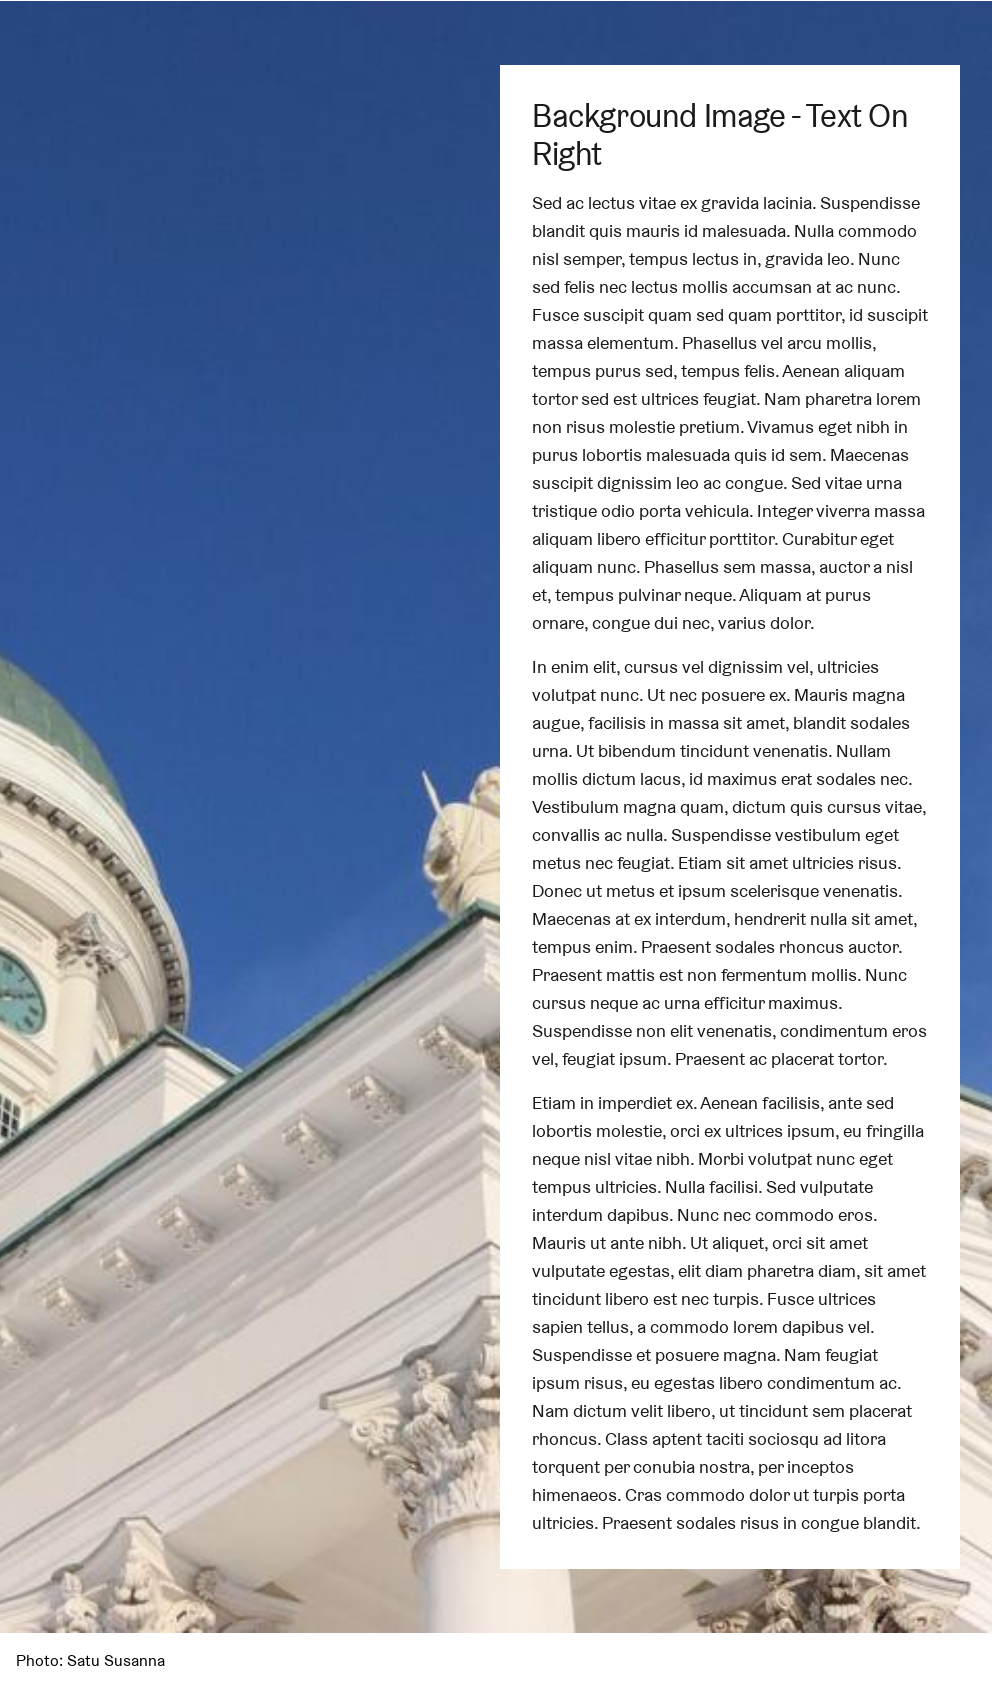 Background Image - Text On
Right
Sed ac lectus vitae ex gravida lacinia. Suspendisse
blandit quis mauris id malesuada. Nulla commodo
nisl semper, tempus lectus in, gravida leo. Nunc
sed felis nec lectus mollis accumsan at ac nunc.
Fusce suscipit quam sed quam porttitor, id suscipit
massa elementum. Phasellus vel arcu mollis,
tempus purus sed, tempus felis. Aenean aliquam
tortor sed est ultrices feugiat. Nam pharetra lorem
non risus molestie pretium. Vivamus eget nibh in
purus lobortis malesuada quis id sem. Maecenas
suscipit dignissim leo ac congue. Sed vitae urna
tristique odio porta vehicula. Integer viverra massa
aliquam libero efficitur porttitor. Curabitur eget
aliquam nunc. Phasellus sem massa, auctor a nisl
et, tempus pulvinar neque. Aliquam at purus
ornare, congue dui nec, varius dolor.
In enim elit, cursus vel dignissim vel, ultricies
volutpat nunc. Ut nec posuere ex. Mauris magna
augue, facilisis in massa sit amet, blandit sodales
urna. Ut bibendum tincidunt venenatis. Nullam
mollis dictum lacus, id maximus erat sodales nec.
Vestibulum magna quam, dictum quis cursus vitae,
convallis ac nulla. Suspendisse vestibulum eget
metus nec feugiat. Etiam sit amet ultricies risus.
Donec ut metus et ipsum scelerisque venenatis.
Maecenas at ex interdum, hendrerit nulla sit amet,
tempus enim. Praesent sodales rhoncus auctor.
Praesent mattis est non fermentum mollis. Nunc
cursus neque ac urna efficitur maximus.
Suspendisse non elit venenatis, condimentum eros
vel, feugiat ipsum. Praesent ac placerat tortor.
Etiam in imperdiet ex. Aenean facilisis, ante sed
lobortis molestie, orci ex ultrices ipsum, eu fringilla
neque nisl vitae nibh. Morbi volutpat nunc eget
tempus ultricies. Nulla facilisi. Sed vulputate
interdum dapibus. Nunc nec commodo eros.
Mauris ut ante nibh. Ut aliquet, orci sit amet
vulputate egestas, elit diam pharetra diam, sit amet
tincidunt libero est nec turpis. Fusce ultrices
sapien tellus, a commodo lorem dapibus vel.
Suspendisse et posuere magna. Nam feugiat
ipsum risus, eu egestas libero condimentum ac.
Nam dictum velit libero, ut tincidunt sem placerat
rhoncus. Class aptent taciti sociosqu ad litora
torquent per conubia nostra, per inceptos
himenaeos. Cras commodo dolor ut turpis porta
ultricies. Praesent sodales risus in congue blandit.
Photo: Satu Susanna